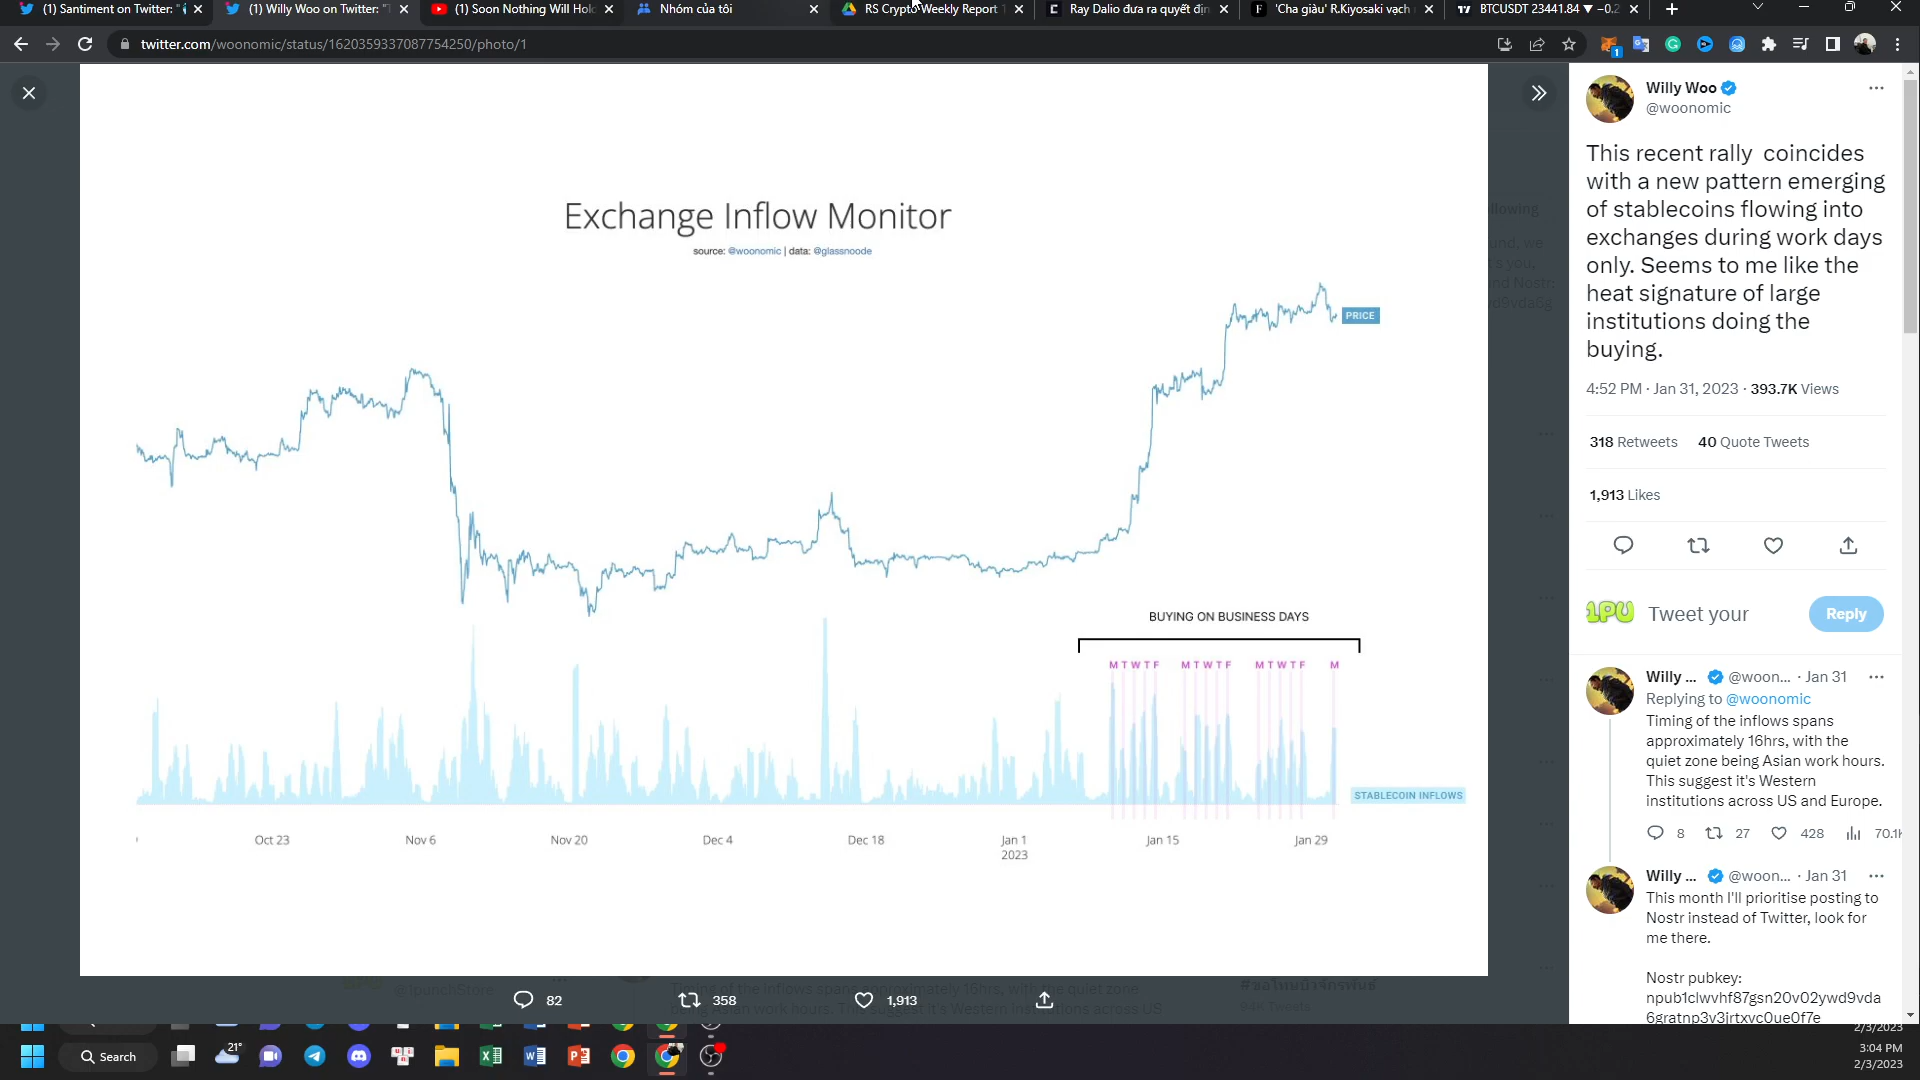 (1) Santiment on Twitter: "
(1) Willy Woo on Twitter: "
(1) Soon Nothing Will Hol
Nhóm của tôi
RS Crypto Weekly Report
Ray Dalio đưa ra quyết địn
'Cha giàu' R.Kiyosaki vạch
BTCUSDT 23441.84 ▼ −0.2
twitter.com/woonomic/status/1620359337087754250/photo/1
Exchange Inflow Monitor
source: @woonomic | data: @glassnoode
PRICE
BUYING ON BUSINESS DAYS
M T W T F M T W T F M T W T F M
STABLECOIN INFLOWS
Oct 23 Nov 6 Nov 20 Dec 4 Dec 18 Jan 1 Jan 15 Jan 29
2023
82 358 1,913
Willy Woo
@woonomic
This recent rally coincides
with a new pattern emerging
of stablecoins flowing into
exchanges during work days
only. Seems to me like the
heat signature of large
institutions doing the
buying.
4:52 PM · Jan 31, 2023 · 393.7K Views
318 Retweets 40 Quote Tweets
1,913 Likes
1PU
Tweet your
Reply
Willy ... @woon... · Jan 31
Replying to @woonomic
Timing of the inflows spans
approximately 16hrs, with the
quiet zone being Asian work hours.
This suggest it's Western
institutions across US and Europe.
8 27 428 70.1K
Willy ... @woon... · Jan 31
This month I'll prioritise posting to
Nostr instead of Twitter, look for
me there.
Nostr pubkey:
npub1clwvhf87gsn20v02ywd9vda
6gratnp3v3jrtxvc0ue0f7e
2/3/2023
21°
Search
3:04 PM
2/3/2023